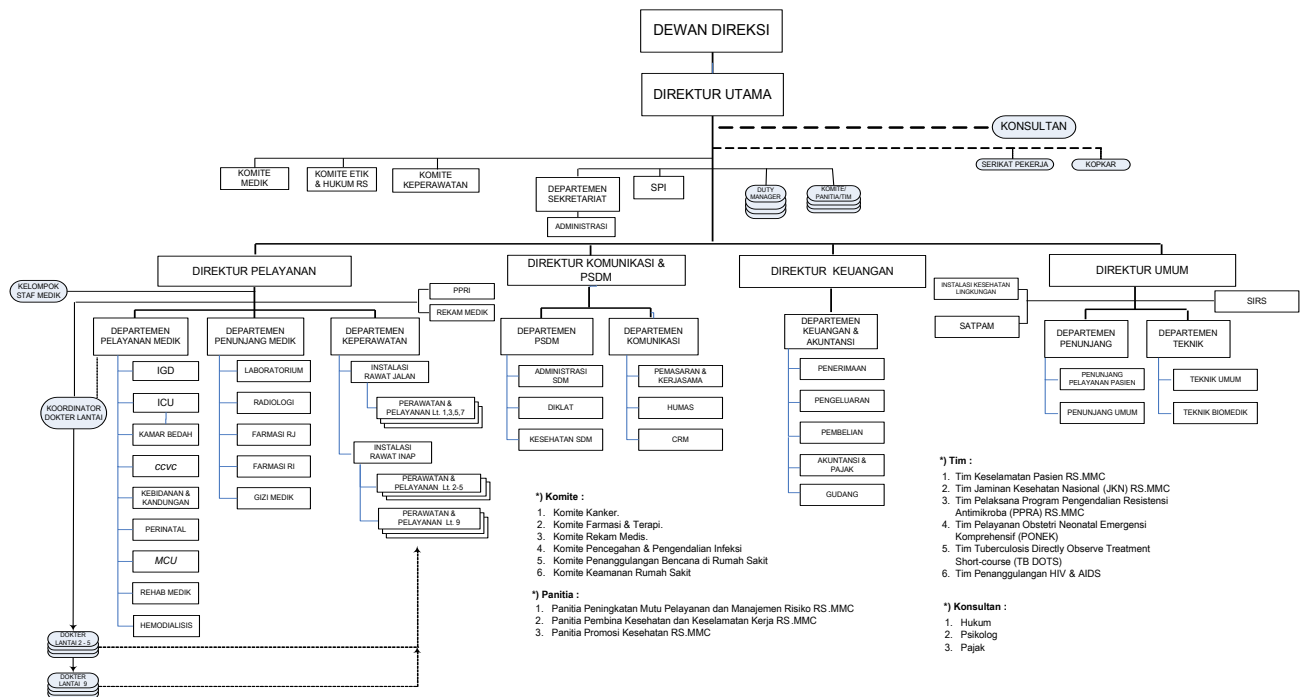 DEWAN DIREKSI
DIREKTUR UTAMA
KONSULTAN
SERIKAT PEKERJA
KOPKAR
KOMITE
MEDIK
KOMITE ETIK
& HUKUM RS
KOMITE
KEPERAWATAN
DEPARTEMEN
SEKRETARIAT
SPI
DUTY
MANAGER
KOMITE/
PANITIA/TIM
ADMINISTRASI
DIREKTUR PELAYANAN
DIREKTUR KOMUNIKASI &
PSDM
DIREKTUR KEUANGAN
DIREKTUR UMUM
KELOMPOK
STAF MEDIK
PPRI
REKAM MEDIK
INSTALASI KESEHATAN
LINGKUNGAN
SIRS
SATPAM
DEPARTEMEN
PELAYANAN MEDIK
DEPARTEMEN
PENUNJANG MEDIK
DEPARTEMEN
KEPERAWATAN
DEPARTEMEN
PSDM
DEPARTEMEN
KOMUNIKASI
DEPARTEMEN
KEUANGAN &
AKUNTANSI
DEPARTEMEN
PENUNJANG
DEPARTEMEN
TEKNIK
IGD
ICU
KAMAR BEDAH
CCVC
KEBIDANAN &
KANDUNGAN
PERINATAL
MCU
REHAB MEDIK
HEMODIALISIS
KOORDINATOR
DOKTER LANTAI
DOKTER
LANTAI 2 - 5
DOKTER
LANTAI 9
LABORATORIUM
RADIOLOGI
FARMASI RJ
FARMASI RI
GIZI MEDIK
INSTALASI
RAWAT JALAN
PERAWATAN &
PELAYANAN Lt. 1,3,5,7
INSTALASI
RAWAT INAP
PERAWATAN &
PELAYANAN Lt. 2-5
PERAWATAN &
PELAYANAN Lt. 9
ADMINISTRASI
SDM
DIKLAT
KESEHATAN SDM
PEMASARAN &
KERJASAMA
HUMAS
CRM
PENERIMAAN
PENGELUARAN
PEMBELIAN
AKUNTANSI &
PAJAK
GUDANG
PENUNJANG
PELAYANAN PASIEN
PENUNJANG UMUM
TEKNIK UMUM
TEKNIK BIOMEDIK
*) Komite :
1. Komite Kanker.
2. Komite Farmasi & Terapi.
3. Komite Rekam Medis.
4. Komite Pencegahan & Pengendalian Infeksi
5. Komite Penanggulangan Bencana di Rumah Sakit
6. Komite Keamanan Rumah Sakit
*) Panitia :
1. Panitia Peningkatan Mutu Pelayanan dan Manajemen Risiko RS.MMC
2. Panitia Pembina Kesehatan dan Keselamatan Kerja RS.MMC
3. Panitia Promosi Kesehatan RS.MMC
*) Tim :
1. Tim Keselamatan Pasien RS.MMC
2. Tim Jaminan Kesehatan Nasional (JKN) RS.MMC
3. Tim Pelaksana Program Pengendalian Resistensi
Antimikroba (PPRA) RS.MMC
4. Tim Pelayanan Obstetri Neonatal Emergensi
Komprehensif (PONEK)
5. Tim Tuberculosis Directly Observe Treatment
Short-course (TB DOTS)
6. Tim Penanggulangan HIV & AIDS
*) Konsultan :
1. Hukum
2. Psikolog
3. Pajak